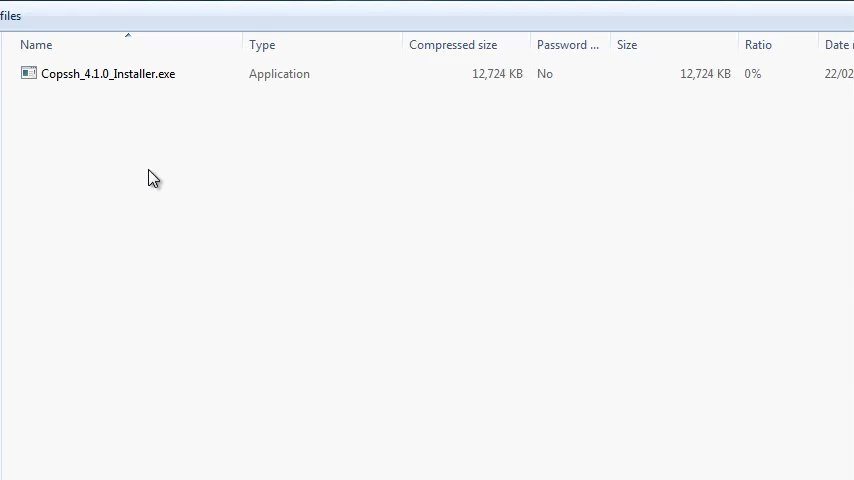 files
Name Type Compressed size Password ... Size Ratio Date
Copssh_4.1.0_Installer.exe Application 12,724 KB No 12,724 KB 0% 22/02